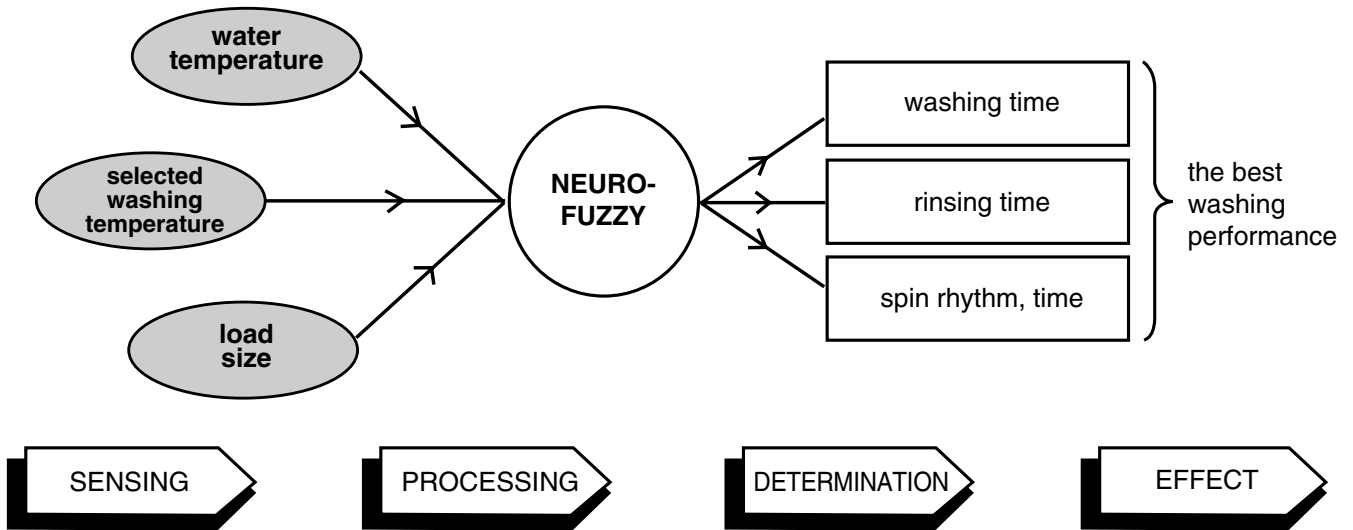 water
temperature
selected
washing
temperature
load
size
NEURO-
FUZZY
washing time
rinsing time
spin rhythm, time
the best
washing
performance
SENSING
PROCESSING
DETERMINATION
EFFECT